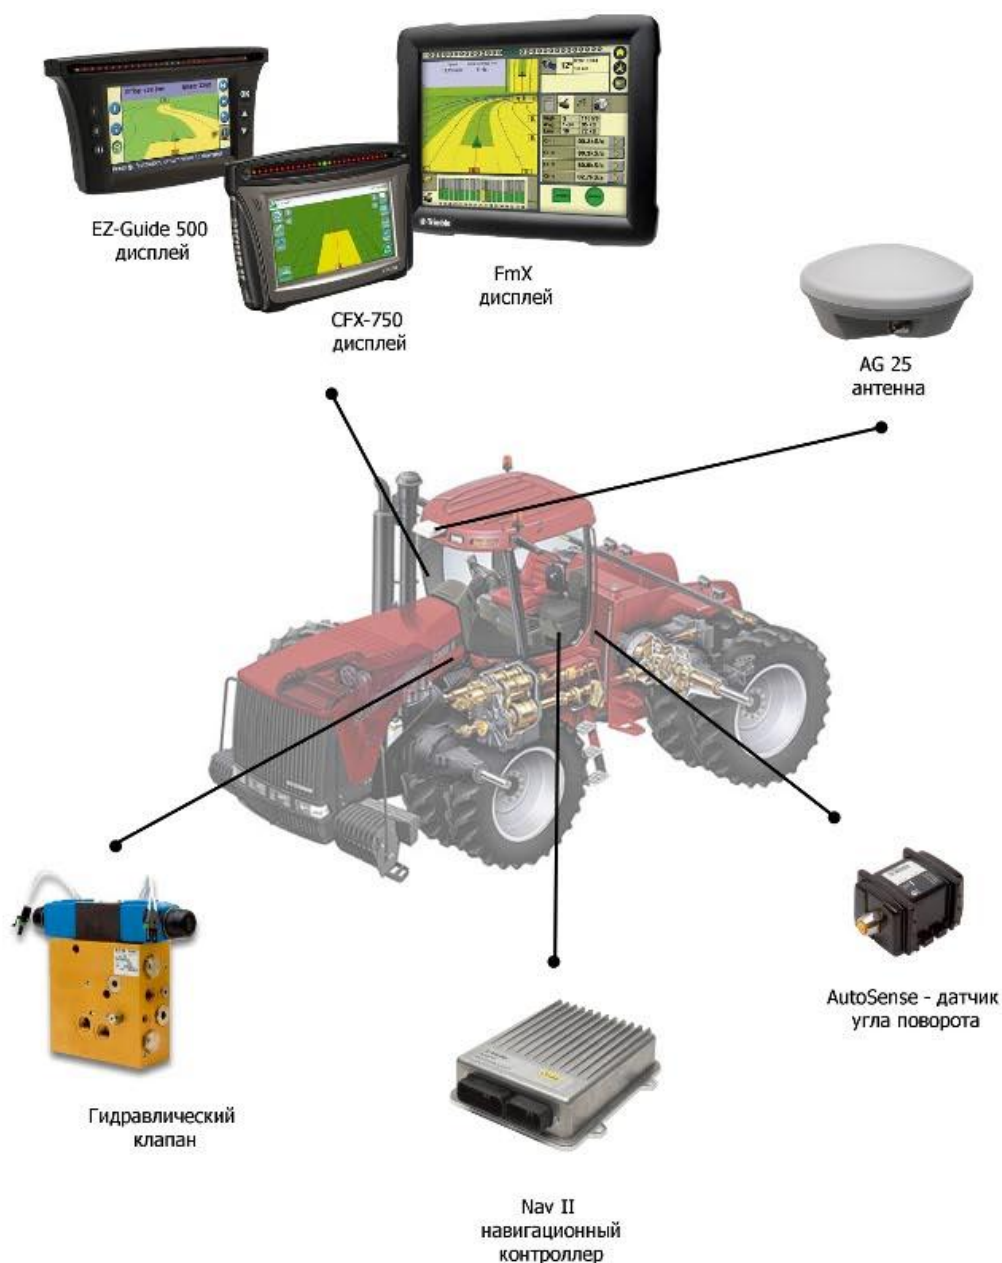 EZ-Guide 500
дисплей
CFX-750
дисплей
Trimble
FmX
дисплей
AG 25
антенна
Гидравлический
клапан
Nav II
навигационный
контроллер
AutoSense - датчик
угла поворота